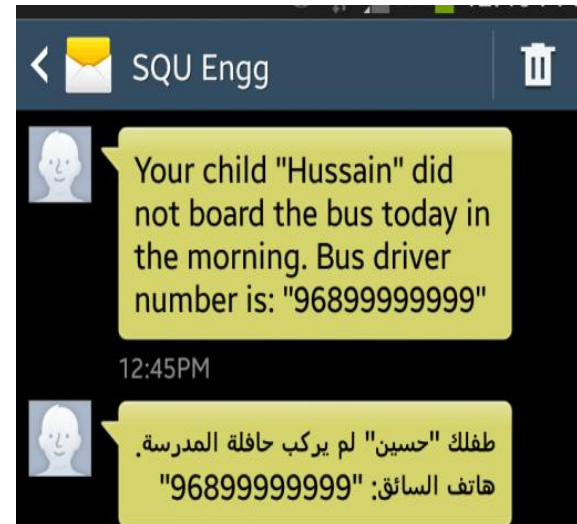 SQU Engg
Your child "Hussain" did
not board the bus today in
the morning. Bus driver
number is: "96899999999"
12:45PM
طفلك "حسين" لم يركب حافلة المدرسة.
هاتف السائق: "96899999999"